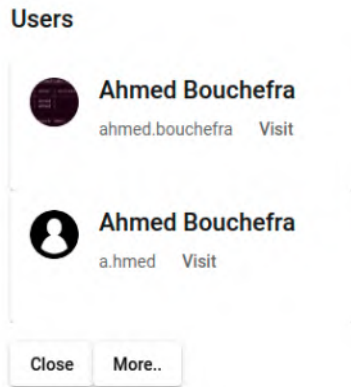 Users
Ahmed Bouchefra
ahmed.bouchefra Visit
Ahmed Bouchefra
a.hmed Visit
Close More..